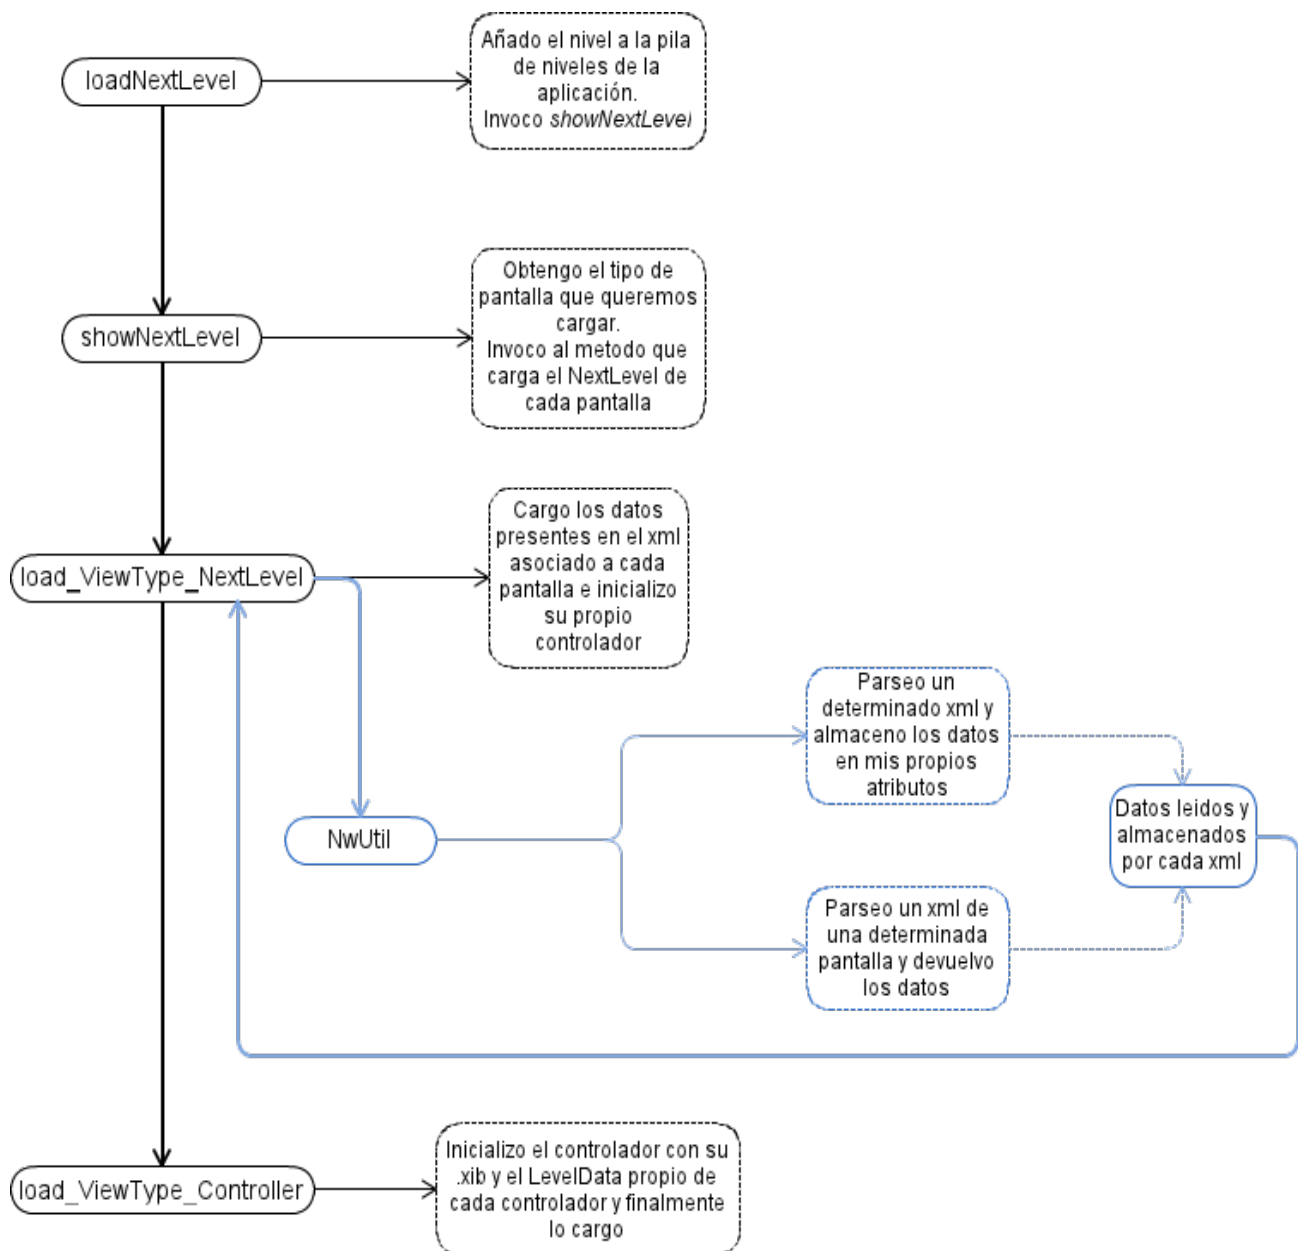 loadNextLevel
Añado el nivel a la pila
de niveles de la
aplicación.
Invoco showNextLevel
showNextLevel
Obtengo el tipo de
pantalla que queremos
cargar.
Invoco al metodo que
carga el NextLevel de
cada pantalla
load_ViewType_NextLevel
Cargo los datos
presentes en el xml
asociado a cada
pantalla e inicializo
su propio
controlador
NwUtil
Parseo un
determinado xml y
almaceno los datos
en mis propios
atributos
Parseo un xml de
una determinada
pantalla y devuelvo
los datos
Datos leidos y
almacenados
por cada xml
load_ViewType_Controller
Inicializo el controlador con su
.xib y el LevelData propio de
cada controlador y finalmente
lo cargo